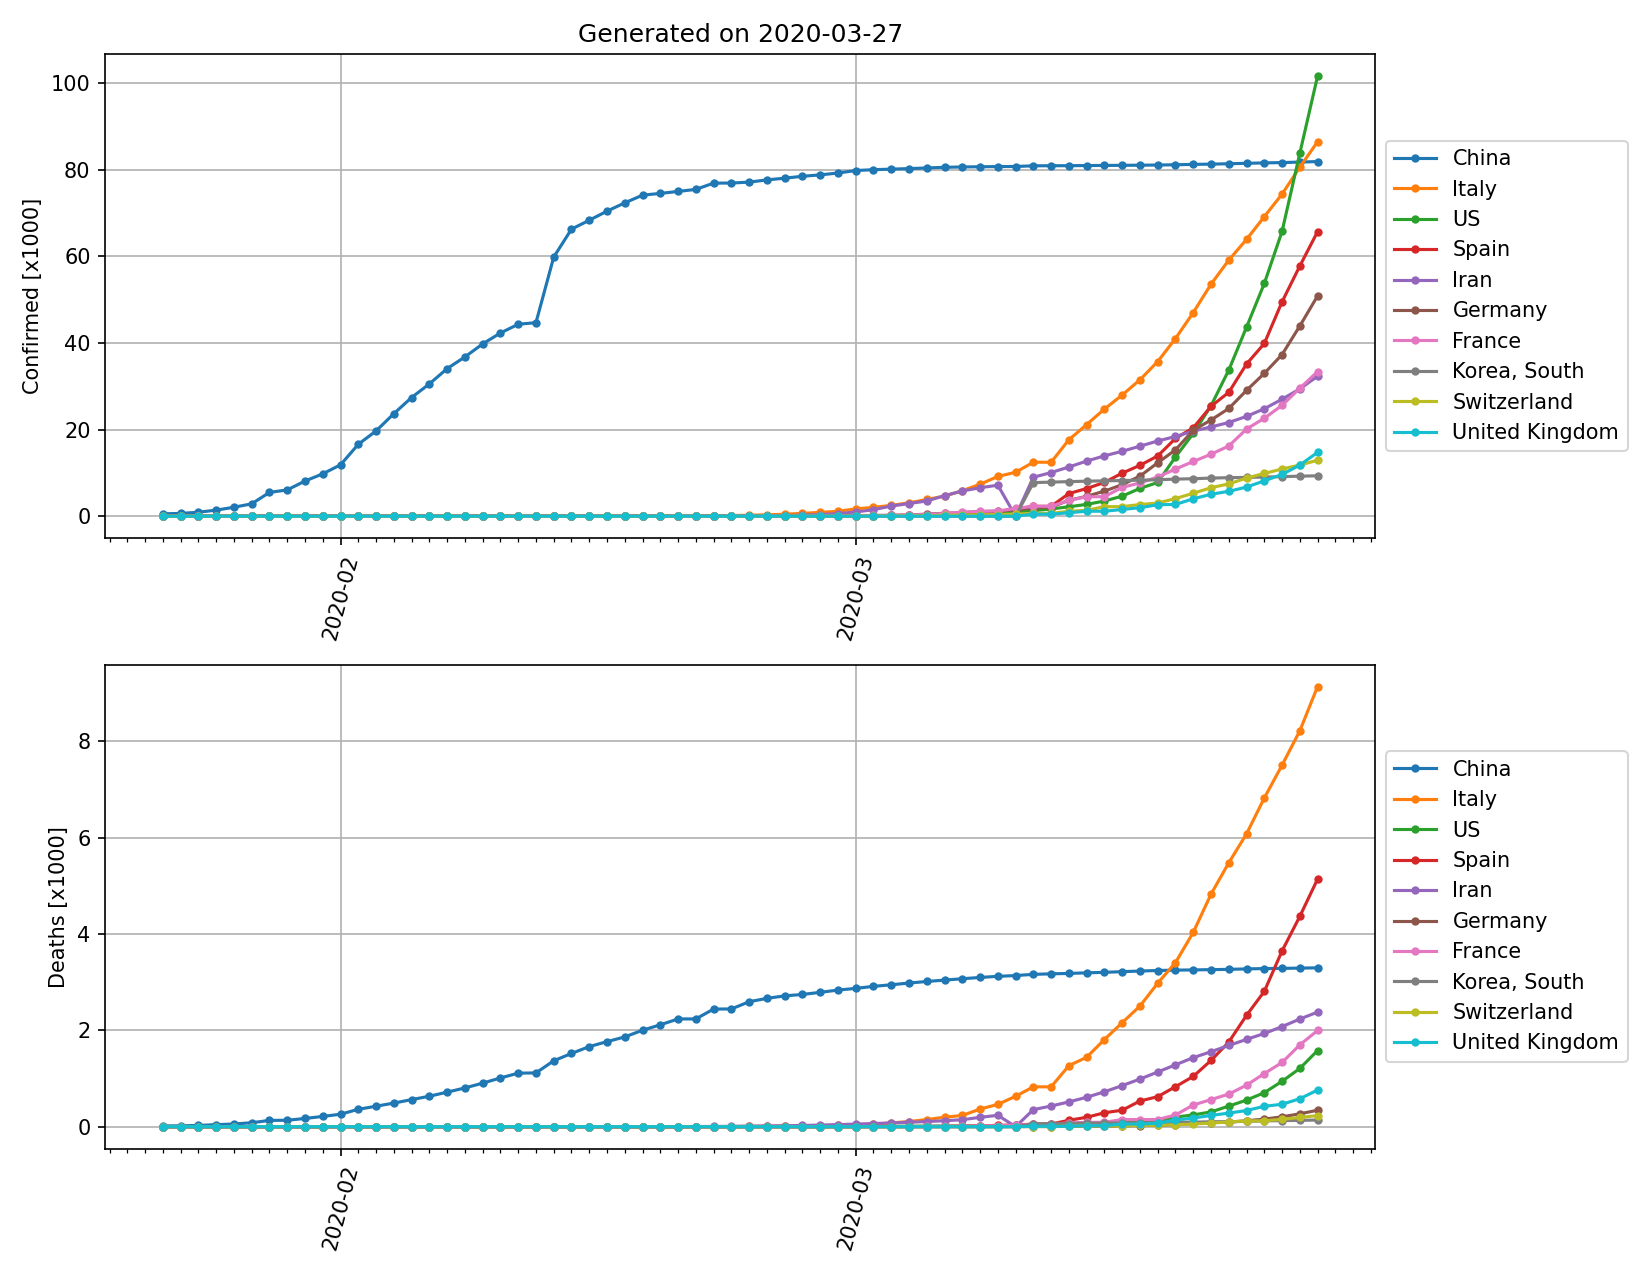 Generated on 2020-03-27
Confirmed [x1000]
100
80
60
40
20
0
2020-02
2020-03
China
Italy
US
Spain
Iran
Germany
France
Korea, South
Switzerland
United Kingdom
Deaths [x1000]
8
6
4
2
0
2020-02
2020-03
China
Italy
US
Spain
Iran
Germany
France
Korea, South
Switzerland
United Kingdom